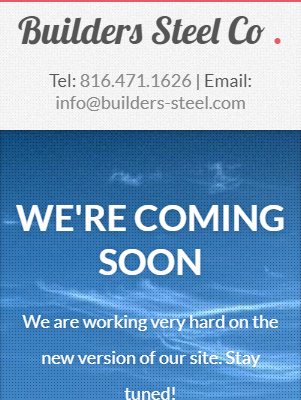 Builders Steel Co .
Tel: 816.471.1626 | Email:
info@builders-steel.com
WE'RE COMING
SOON
We are working very hard on the
new version of our site. Stay
tuned!